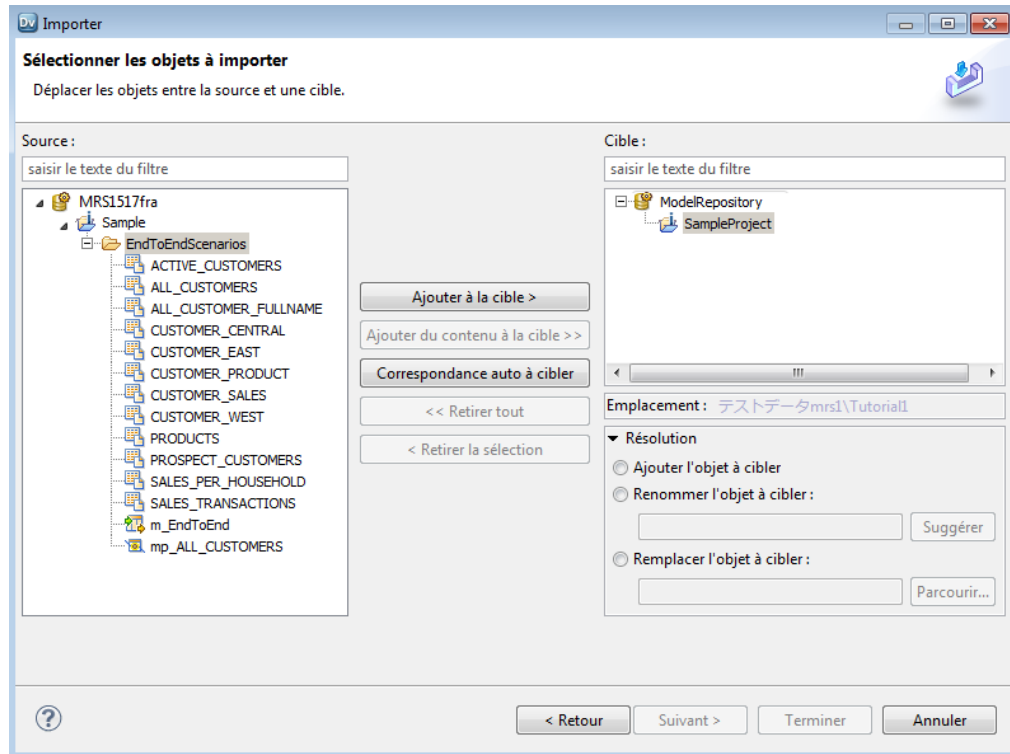 Dv Importer
Sélectionner les objets à importer
Déplacer les objets entre la source et une cible.
Source :
saisir le texte du filtre
MRS1517fra
Sample
EndToEndScenarios
ACTIVE_CUSTOMERS
ALL_CUSTOMERS
ALL_CUSTOMER_FULLNAME
CUSTOMER_CENTRAL
CUSTOMER_EAST
CUSTOMER_PRODUCT
CUSTOMER_SALES
CUSTOMER_WEST
PRODUCTS
PROSPECT_CUSTOMERS
SALES_PER_HOUSEHOLD
SALES_TRANSACTIONS
m_EndToEnd
mp_ALL_CUSTOMERS
Ajouter à la cible >
Ajouter du contenu à la cible >>
Correspondance auto à cibler
<< Retirer tout
< Retirer la sélection
Cible :
saisir le texte du filtre
ModelRepository
SampleProject
Emplacement : テストデータmrs1\Tutorial1
Résolution
Ajouter l'objet à cibler
Renommer l'objet à cibler :
Suggérer
Remplacer l'objet à cibler :
Parcourir...
?
< Retour
Suivant >
Terminer
Annuler